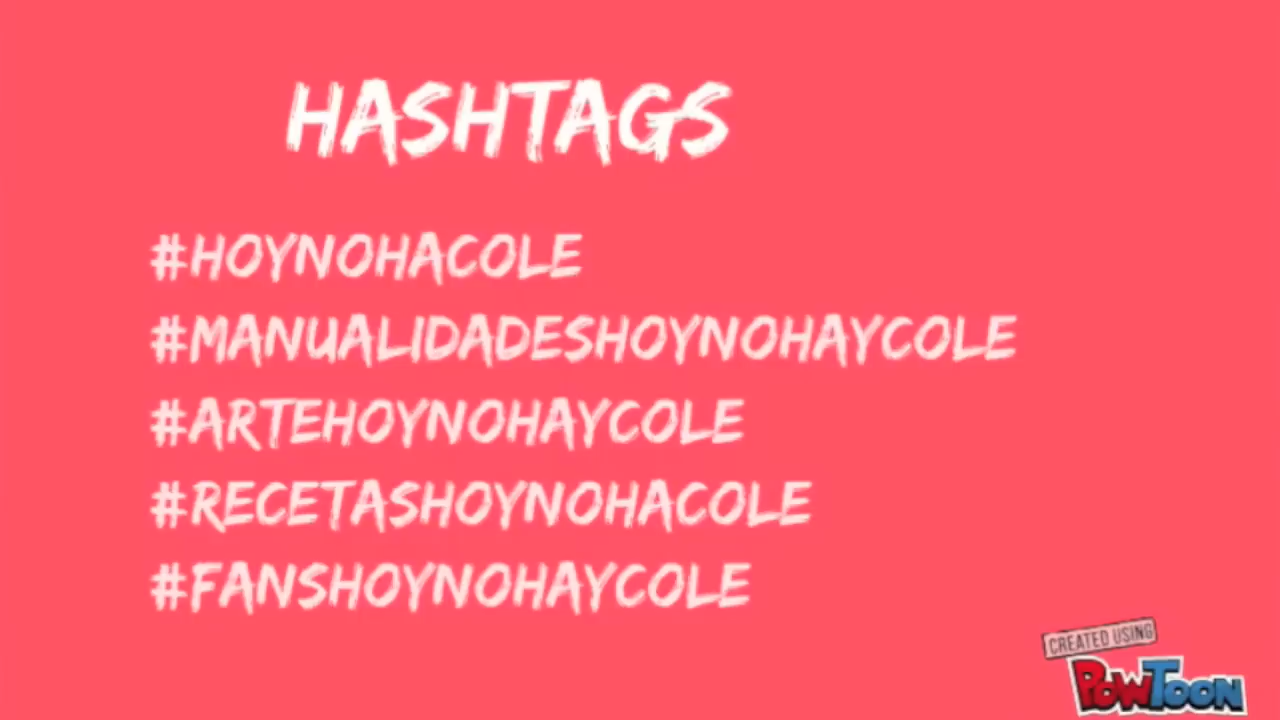 HASHTAGS
#HOYNOHACOLE
#MANUALIDADESHOYNOHAYCOLE
#ARTEHOYNOHAYCOLE
#RECETASHOYNOHACOLE
#FANSHOYNOHAYCOLE
CREATED USING
POWTOON